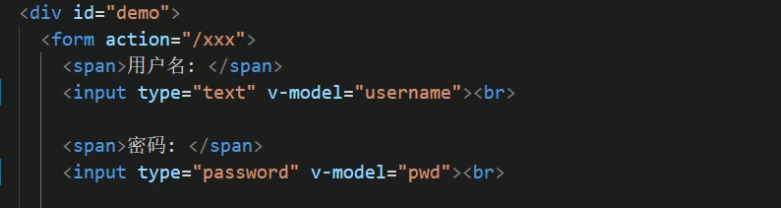 <div id="demo">
<form action="/xxx">
<span>用户名: </span>
<input type="text" v-model="username"><br>
<span>密码: </span>
<input type="password" v-model="pwd"><br>